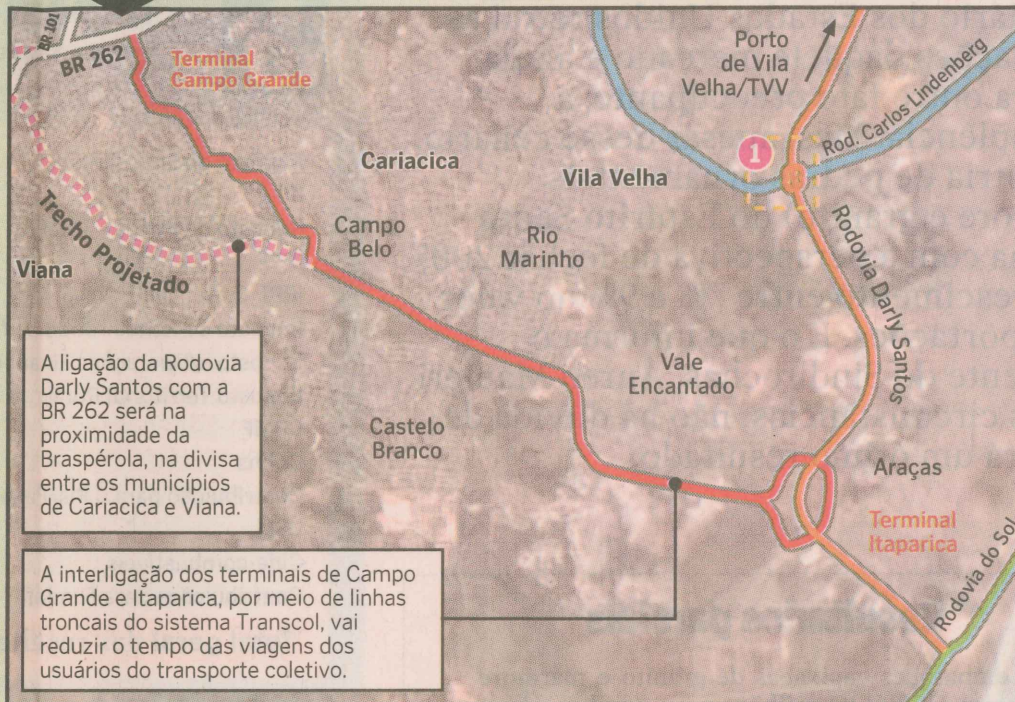 BR 101
BR 262
Terminal
Campo Grande
Porto
de Vila
Velha/TVV
Rod. Carlos Lindenberg
1
Cariacica
Vila Velha
Campo
Belo
Rio
Marinho
Rodovia Darly Santos
Viana
Trecho Projetado
A ligação da Rodovia
Darly Santos com a
BR 262 será na
proximidade da
Braspérola, na divisa
entre os municípios
de Cariacica e Viana.
Vale
Encantado
Castelo
Branco
Araças
Terminal
Itaparica
Rodovia do Sol
A interligação dos terminais de Campo
Grande e Itaparica, por meio de linhas
troncais do sistema Transcol, vai
reduzir o tempo das viagens dos
usuários do transporte coletivo.